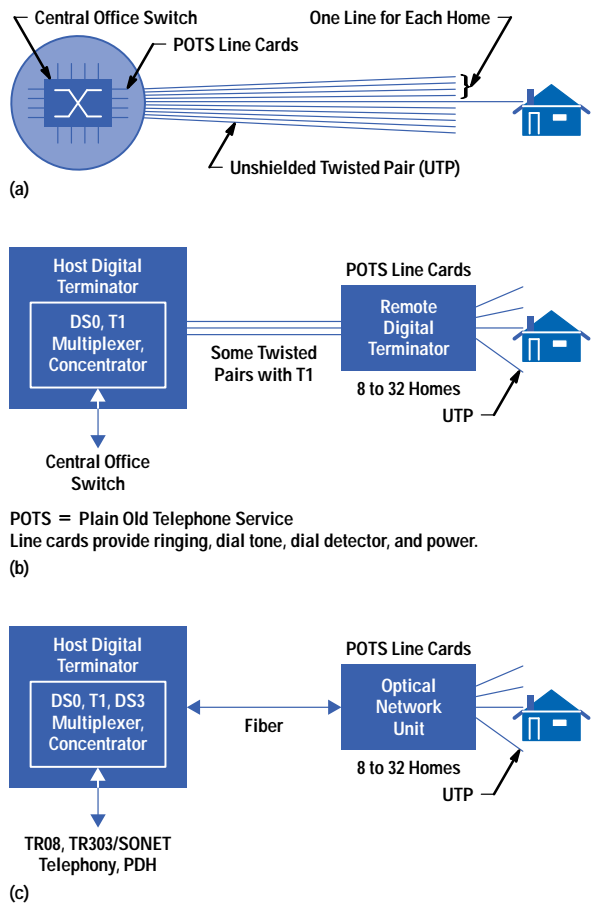 Central Office Switch
POTS Line Cards
One Line for Each Home
Unshielded Twisted Pair (UTP)
(a)
Host Digital
Terminator
DS0, T1
Multiplexer,
Concentrator
Central Office
Switch
Some Twisted
Pairs with T1
POTS Line Cards
Remote
Digital
Terminator
8 to 32 Homes
UTP
POTS = Plain Old Telephone Service
Line cards provide ringing, dial tone, dial detector, and power.
(b)
Host Digital
Terminator
DS0, T1, DS3
Multiplexer,
Concentrator
TR08, TR303/SONET
Telephony, PDH
Fiber
POTS Line Cards
Optical
Network
Unit
8 to 32 Homes
UTP
(c)